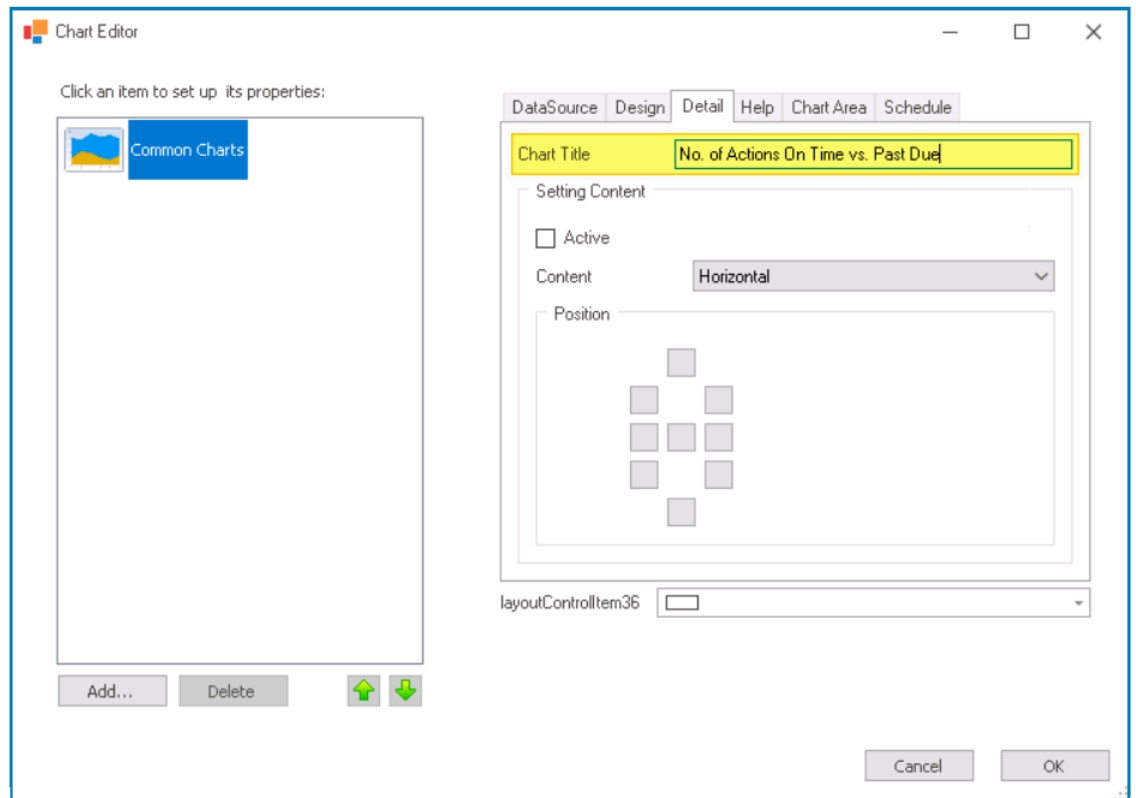 Chart Editor
Click an item to set up its properties:
Common Charts
DataSource Design Detail Help Chart Area Schedule
Chart Title No. of Actions On Time vs. Past Due
Setting Content
Active
Content Horizontal
Position
layoutControlItem36
Add... Delete
Cancel OK